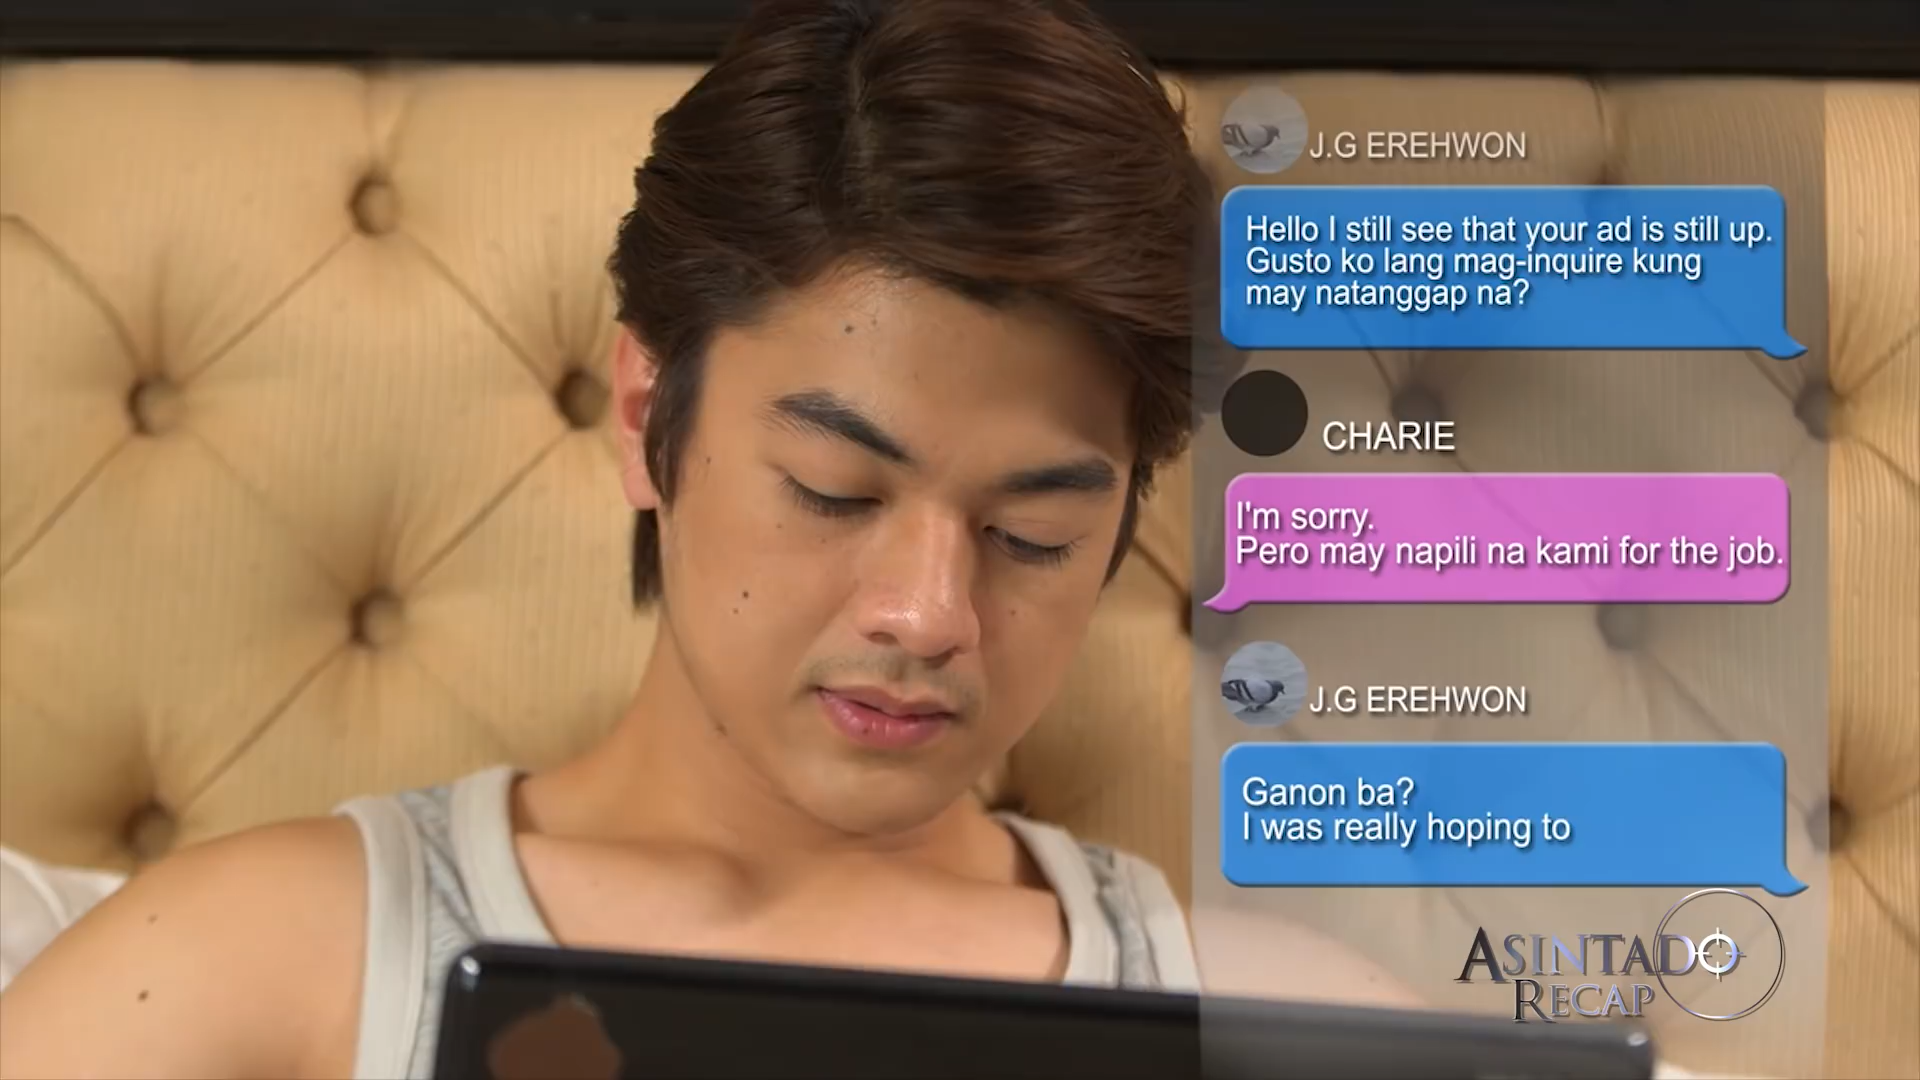 J.G EREHWON
Hello I still see that your ad is still up.
Gusto ko lang mag-inquire kung
may natanggap na?
CHARIE
I'm sorry.
Pero may napili na kami for the job.
J.G EREHWON
Ganon ba?
I was really hoping to
ASINTADO
RECAP